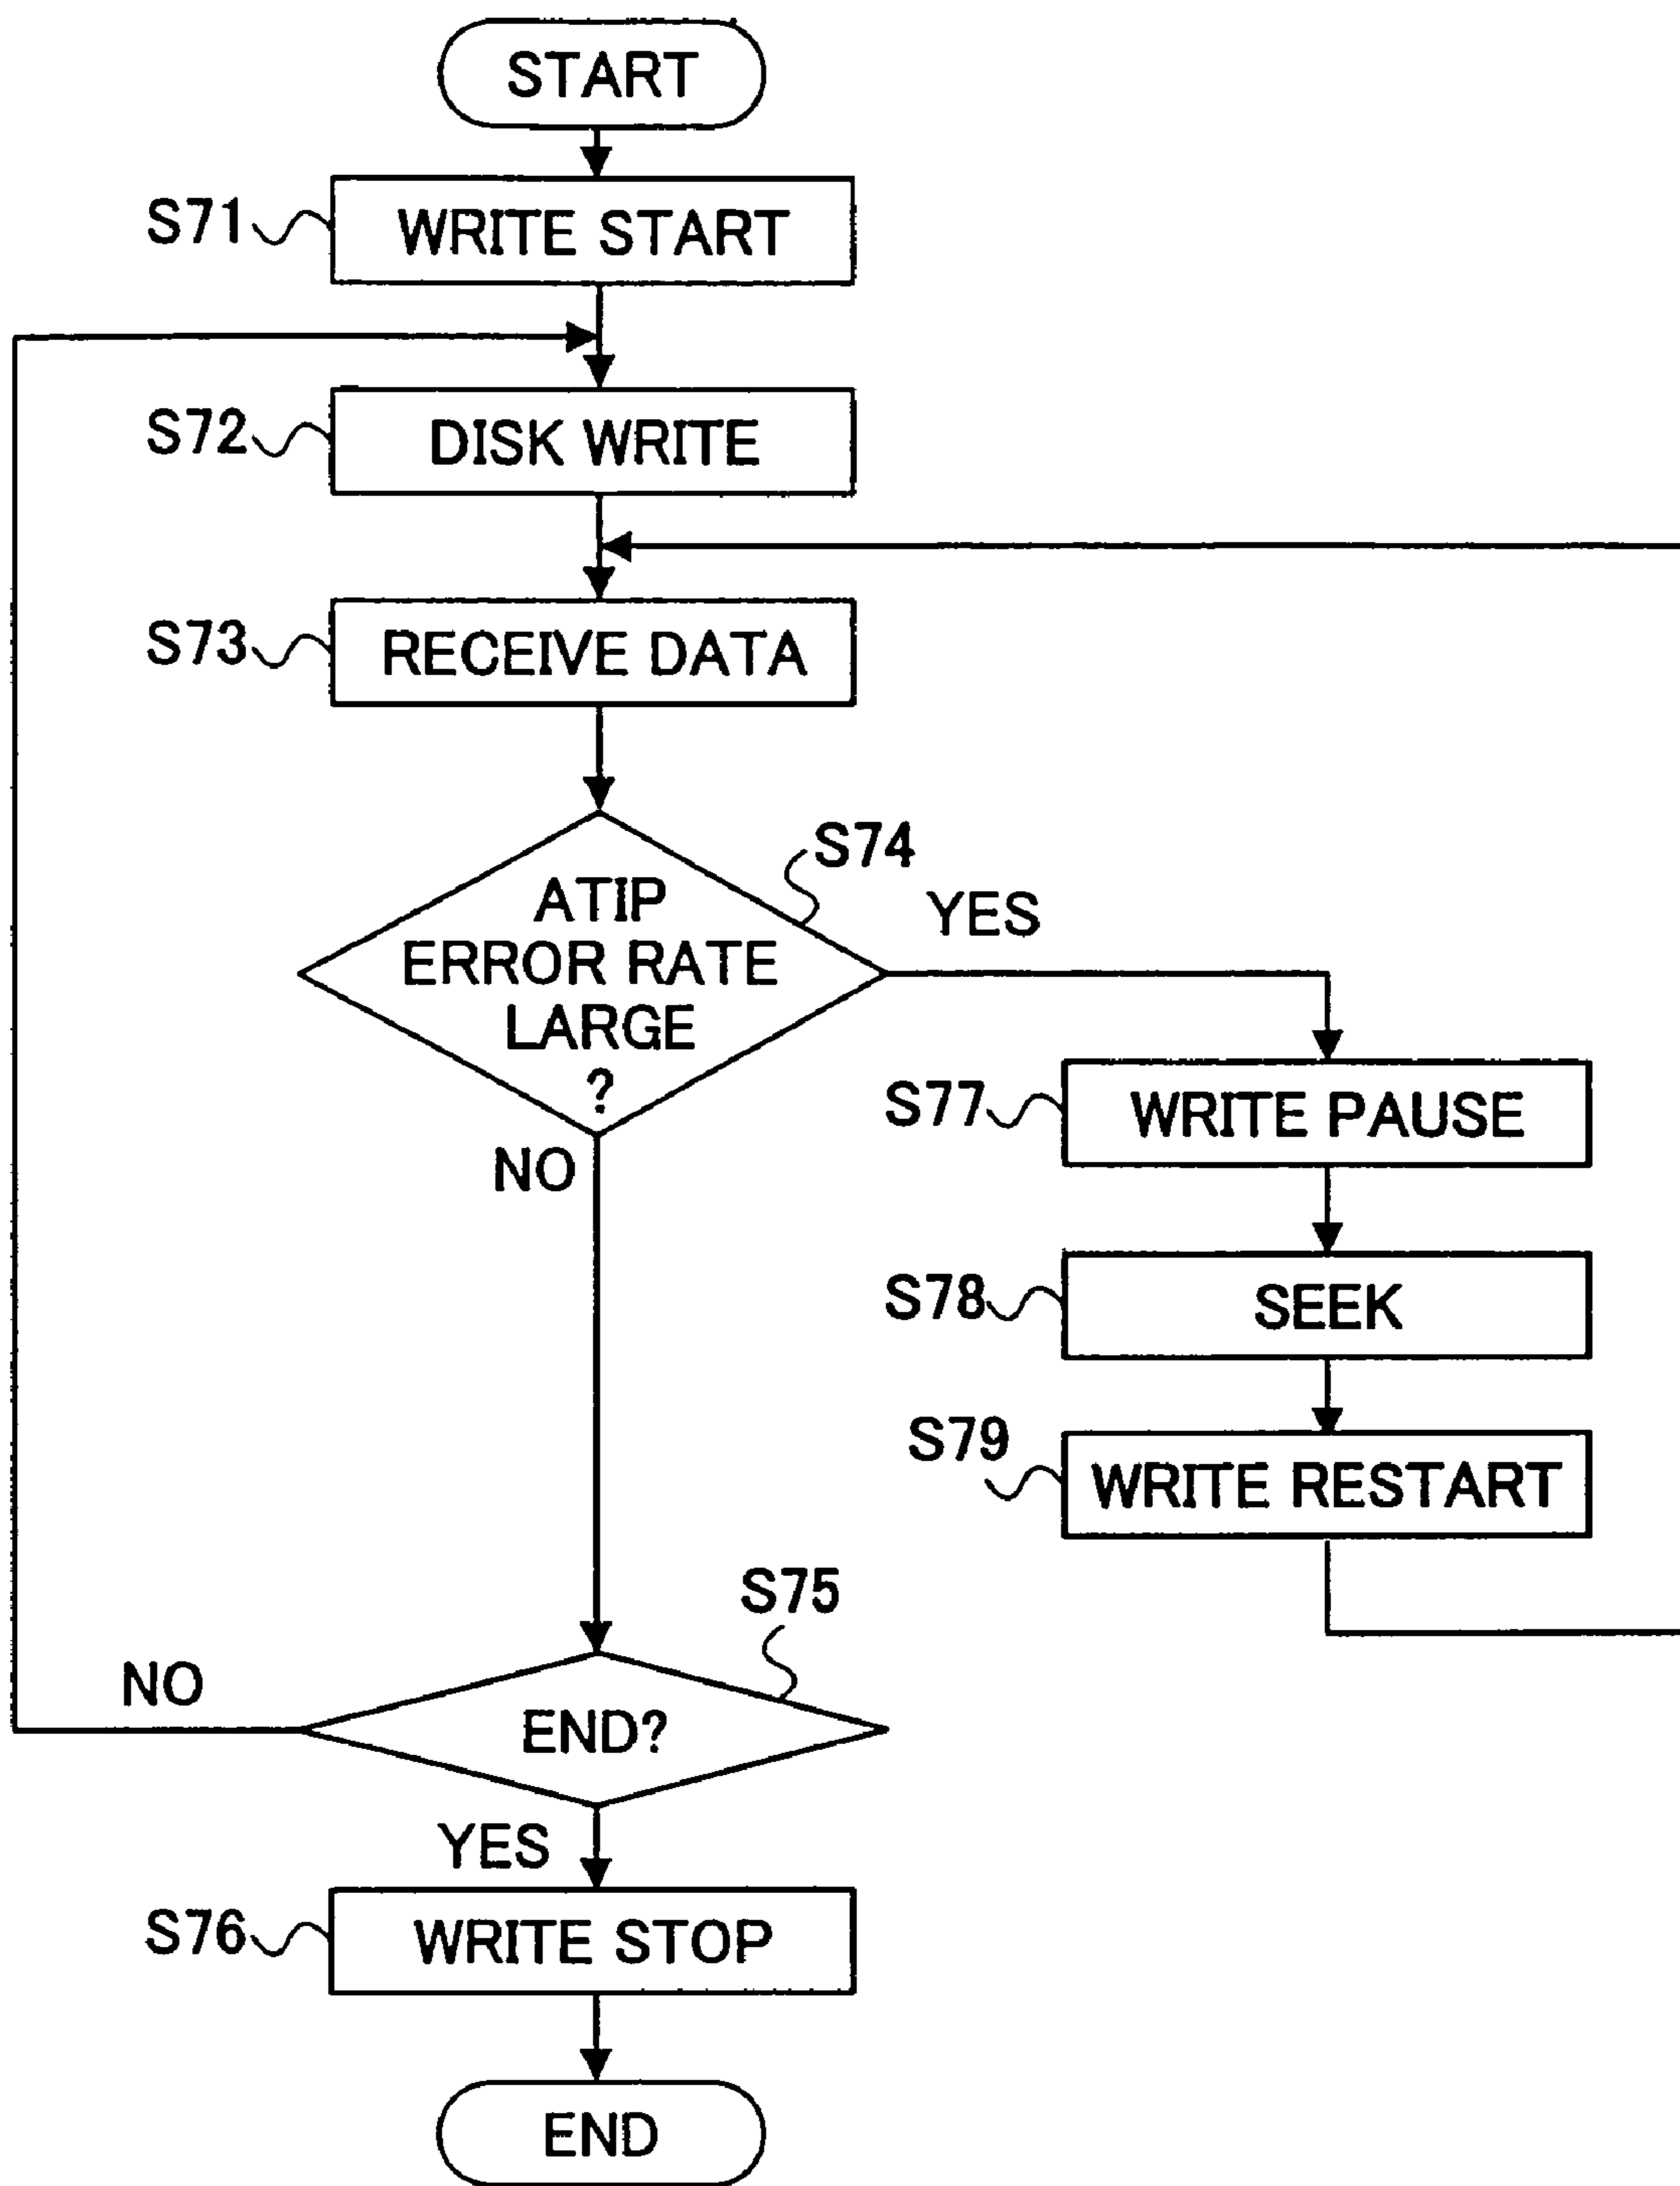 START
S71
WRITE START
S72
DISK WRITE
S73
RECEIVE DATA
S74
ATIP
ERROR RATE
LARGE
?
YES
NO
S77
WRITE PAUSE
S78
SEEK
S79
WRITE RESTART
S75
END?
NO
YES
S76
WRITE STOP
END